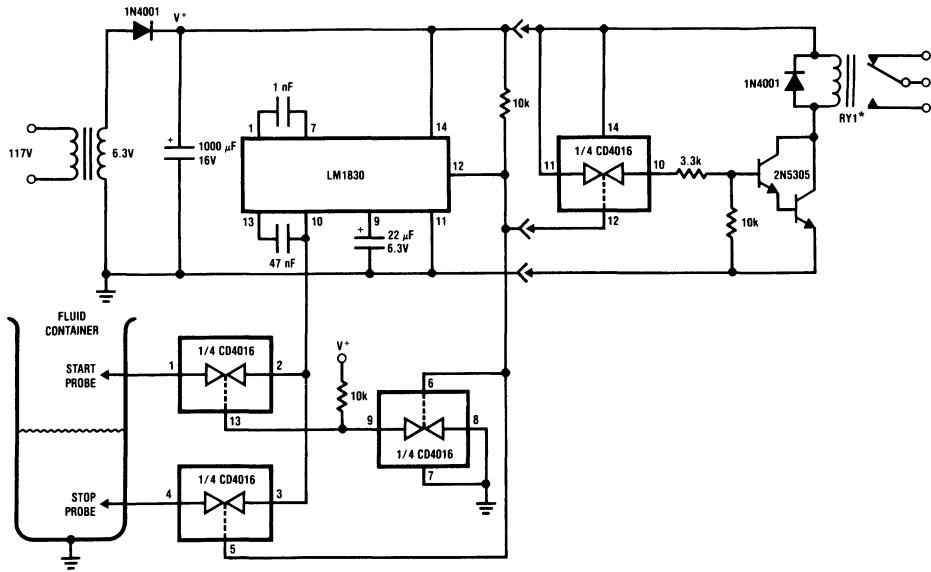 1N4001
V+
1 nF
1
7
14
10k
1N4001
RY1*
117V
6.3V
+
1000 µF
16V
LM1830
12
14
1/4 CD4016
11
10
3.3k
2N5305
12
10k
13
10
9
11
47 nF
+
22 µF
6.3V
FLUID
CONTAINER
START
PROBE
1
1/4 CD4016
2
13
V+
10k
6
9
8
1/4 CD4016
7
STOP
PROBE
4
1/4 CD4016
3
5